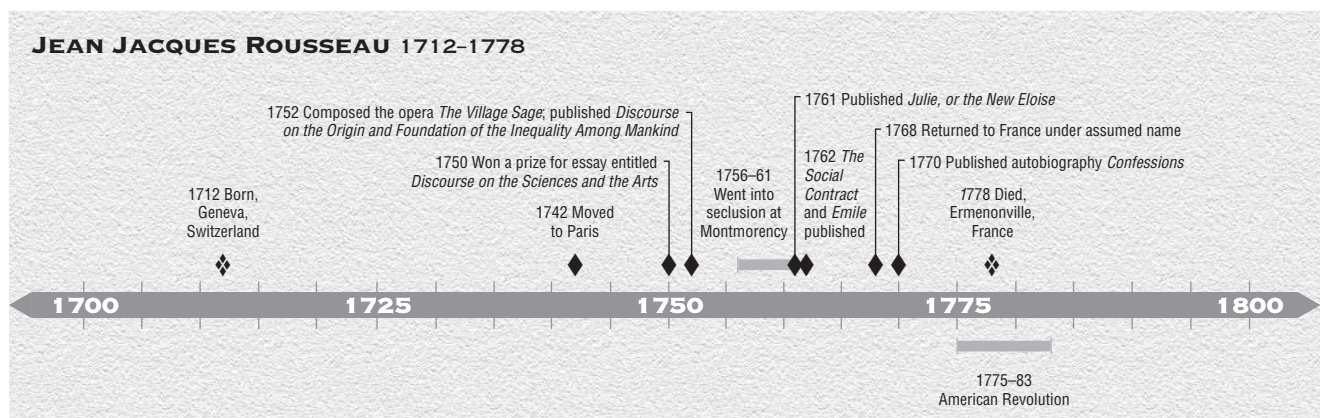 JEAN JACQUES ROUSSEAU 1712–1778
1752 Composed the opera The Village Sage; published Discourse
on the Origin and Foundation of the Inequality Among Mankind
1750 Won a prize for essay entitled
Discourse on the Sciences and the Arts
1712 Born,
Geneva,
Switzerland
1742 Moved
to Paris
1756–61
Went into
seclusion at
Montmorency
1761 Published Julie, or the New Eloise
1762 The
Social
Contract
and Emile
published
1768 Returned to France under assumed name
1770 Published autobiography Confessions
1778 Died,
Ermenonville,
France
1700 1725 1750 1775 1800
1775–83
American Revolution